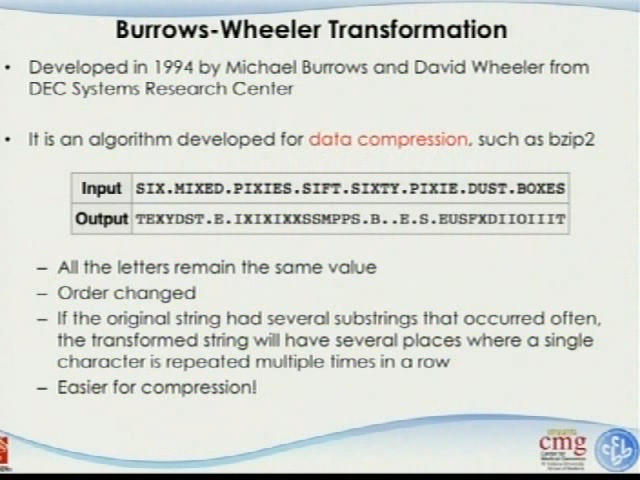 Burrows-Wheeler Transformation
• Developed in 1994 by Michael Burrows and David Wheeler from
DEC Systems Research Center
• It is an algorithm developed for data compression, such as bzip2
Input SIX.MIXED.PIXIES.SIFT.SIXTY.PIXIE.DUST.BOXES
Output TEXYDST.E.IXIXIXXSSMPPS.B..E.S.EUSFXDIIOIIIT
– All the letters remain the same value
– Order changed
– If the original string had several substrings that occurred often,
the transformed string will have several places where a single
character is repeated multiple times in a row
– Easier for compression!
cmg